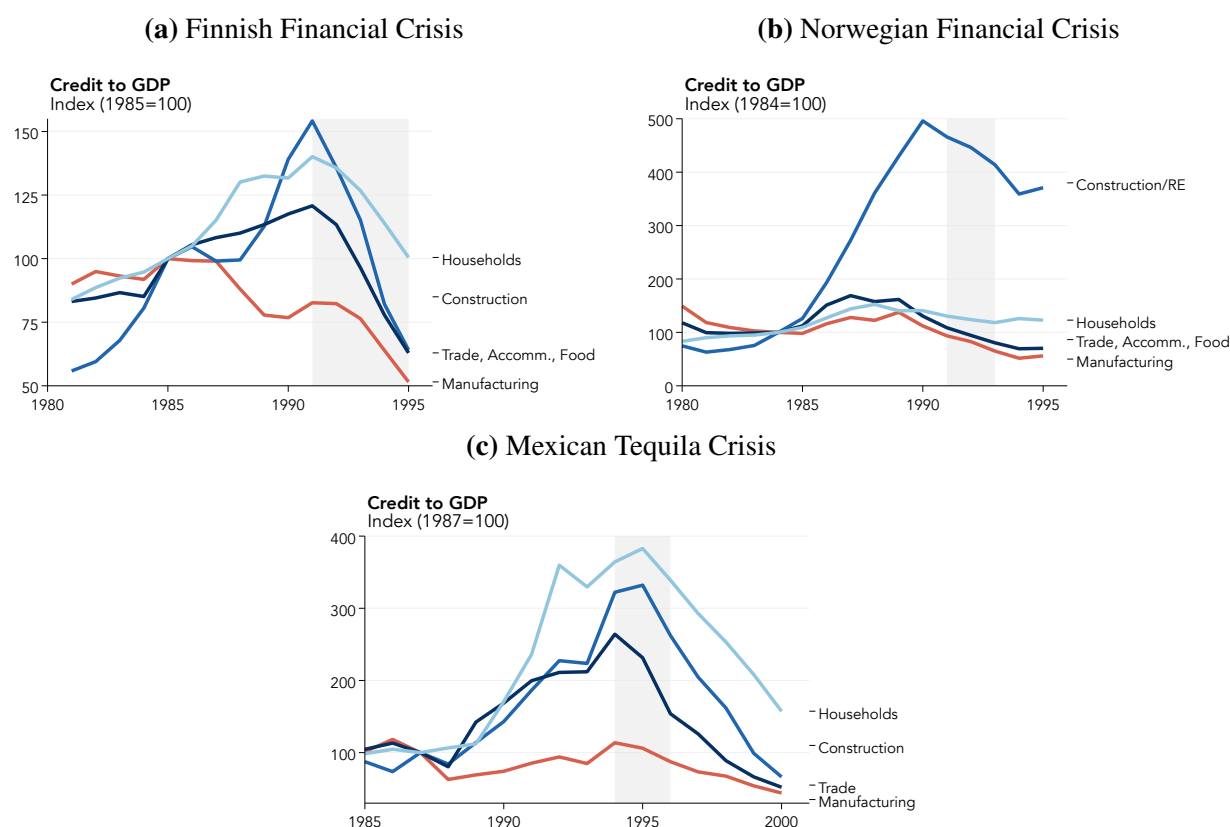 (a) Finnish Financial Crisis
Credit to GDP
Index (1985=100)
150
125
100
75
50
1980
1985
1990
1995
Households
Construction
Trade, Accomm., Food
Manufacturing
(b) Norwegian Financial Crisis
Credit to GDP
Index (1984=100)
500
400
300
200
100
0
1980
1985
1990
1995
Construction/RE
Households
Trade, Accomm., Food
Manufacturing
(c) Mexican Tequila Crisis
Credit to GDP
Index (1987=100)
400
300
200
100
1985
1990
1995
2000
Households
Construction
Trade
Manufacturing